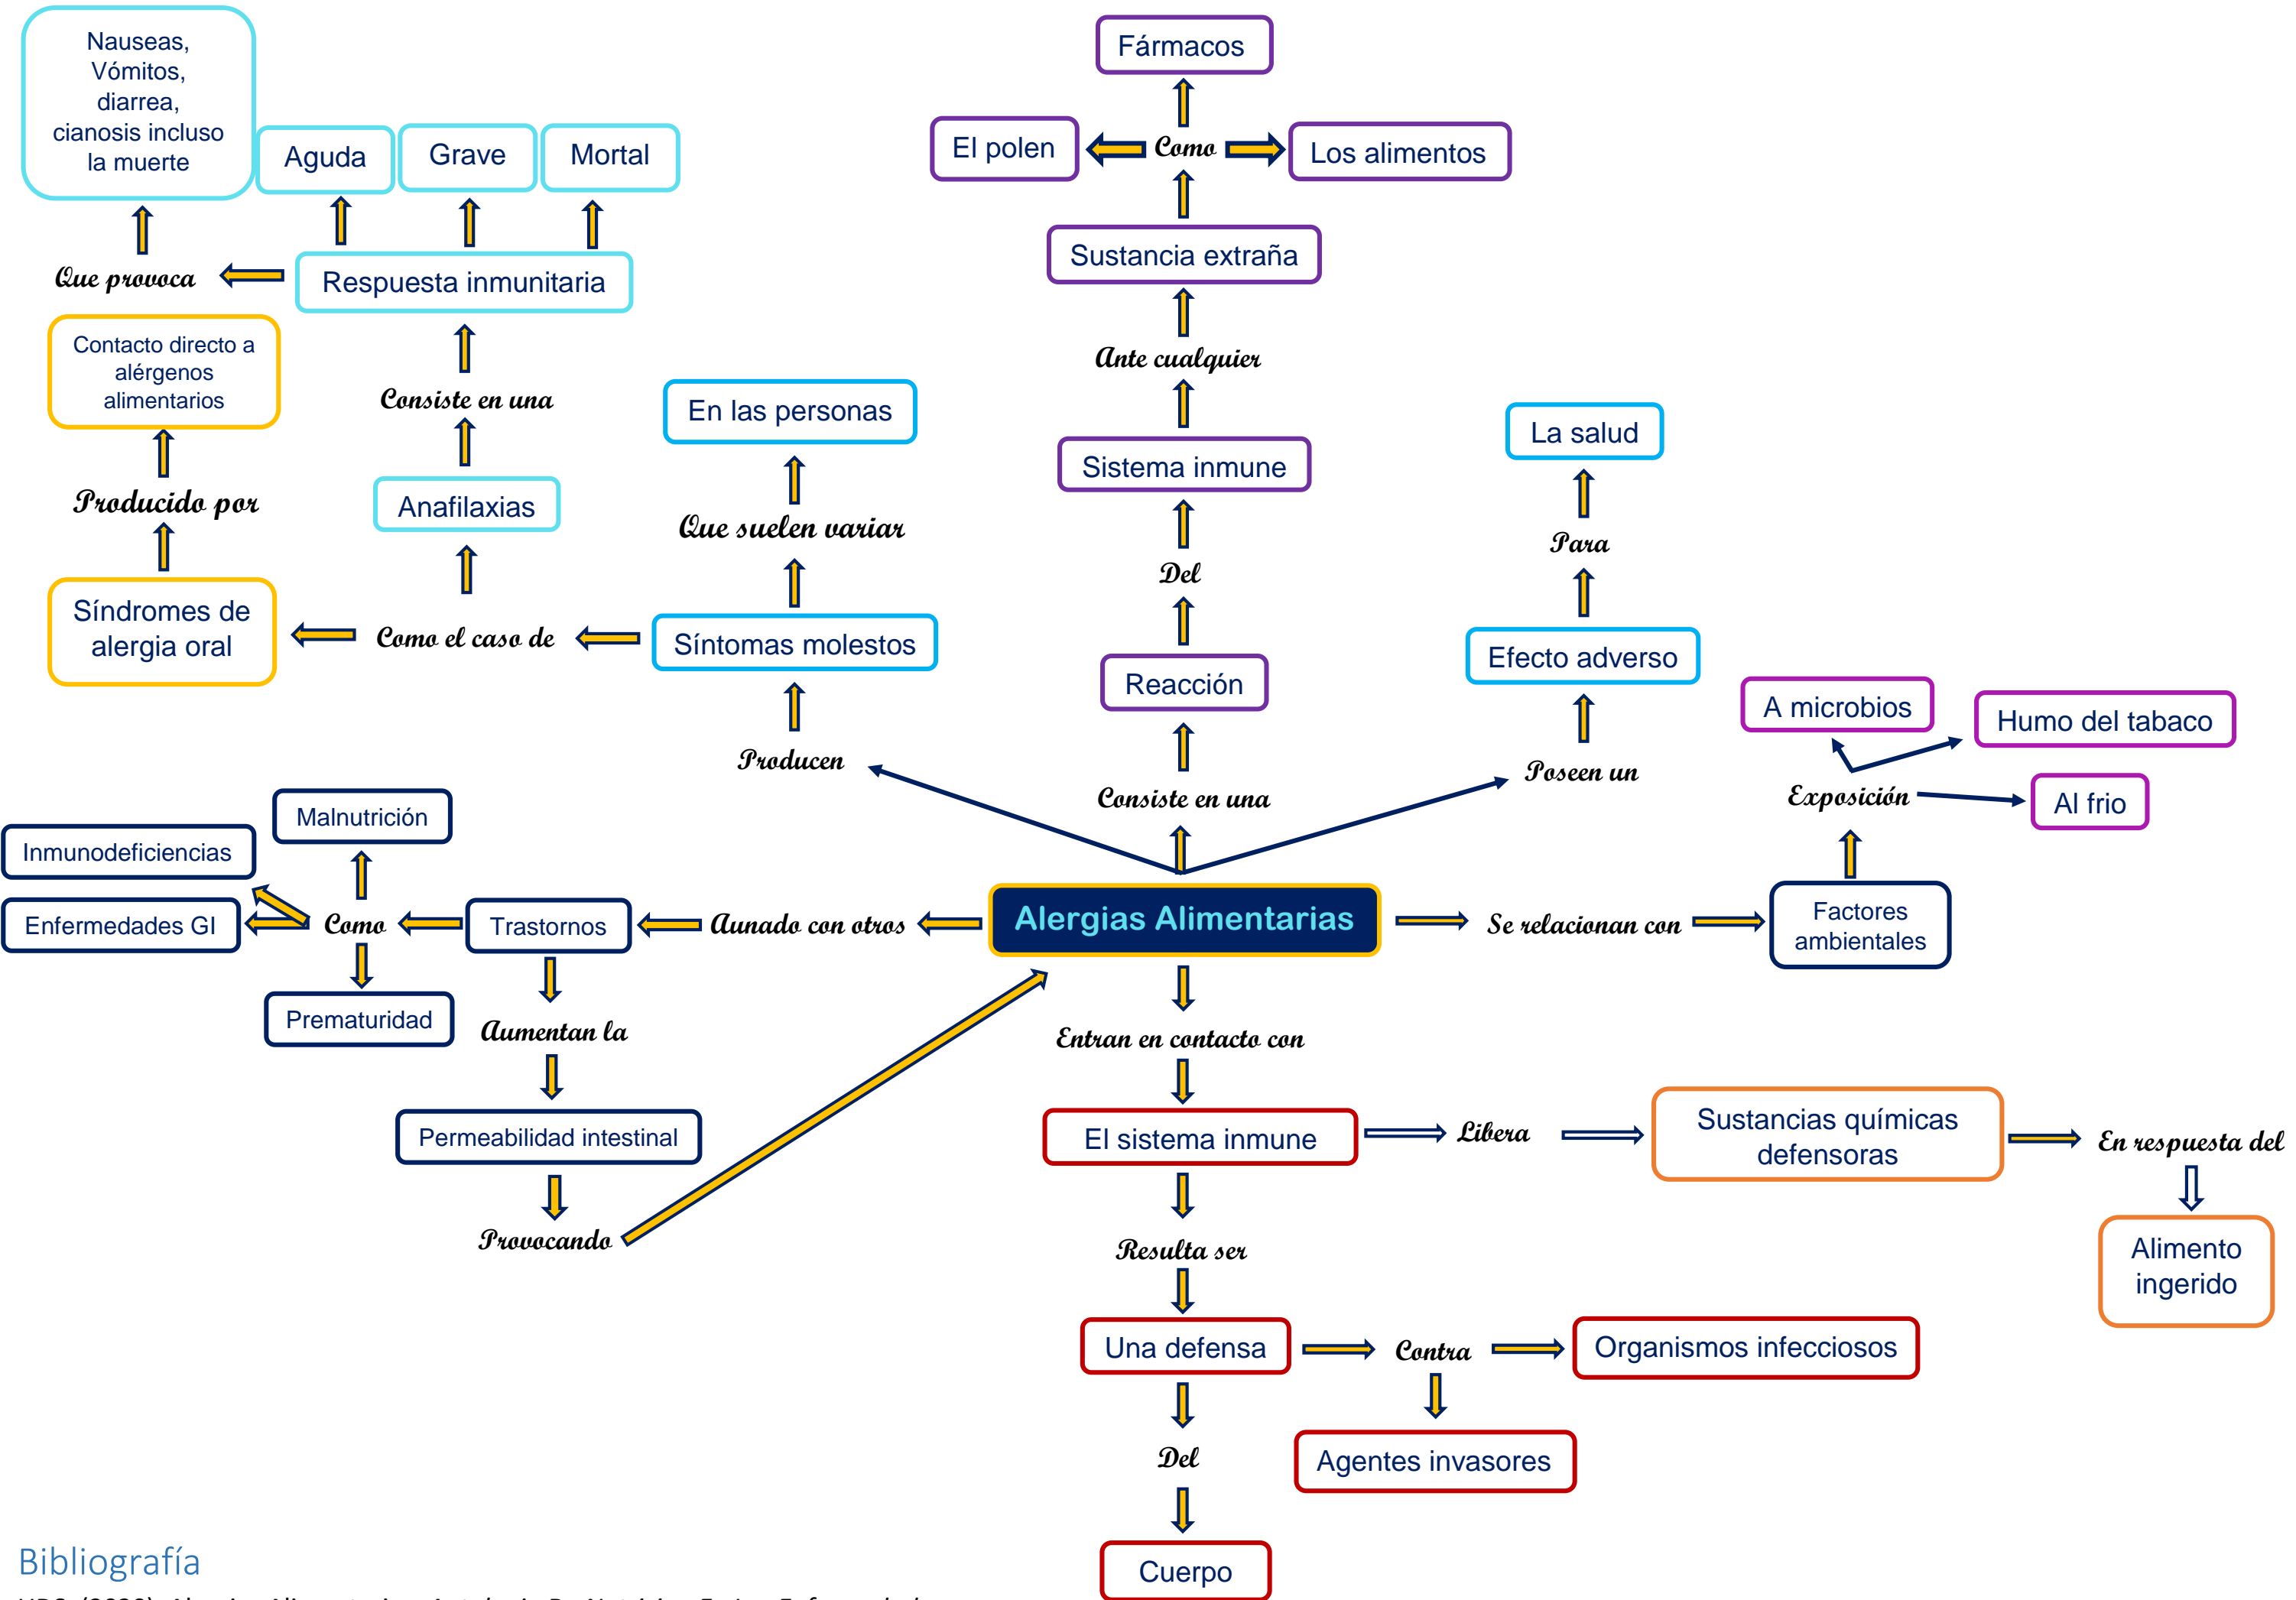 Nauseas,
Vómitos,
diarrea,
cianosis incluso
la muerte
Aguda
Grave
Mortal
Que provoca
Respuesta inmunitaria
Contacto directo a
alérgenos
alimentarios
Consiste en una
Producido por
Anafilaxias
Síndromes de
alergia oral
Como el caso de
En las personas
Que suelen variar
Síntomas molestos
Producen
Fármacos
El polen
Como
Los alimentos
Sustancia extraña
Ante cualquier
Sistema inmune
Del
Reacción
Consiste en una
La salud
Para
Efecto adverso
Poseen un
A microbios
Humo del tabaco
Exposición
Al frio
Malnutrición
Inmunodeficiencias
Enfermedades GI
Como
Trastornos
Aunado con otros
Alergias Alimentarias
Se relacionan con
Factores
ambientales
Prematuridad
Aumentan la
Permeabilidad intestinal
Provocando
Entran en contacto con
El sistema inmune
Libera
Sustancias químicas
defensoras
En respuesta del
Alimento
ingerido
Resulta ser
Una defensa
Contra
Organismos infecciosos
Agentes invasores
Del
Cuerpo
Bibliografía